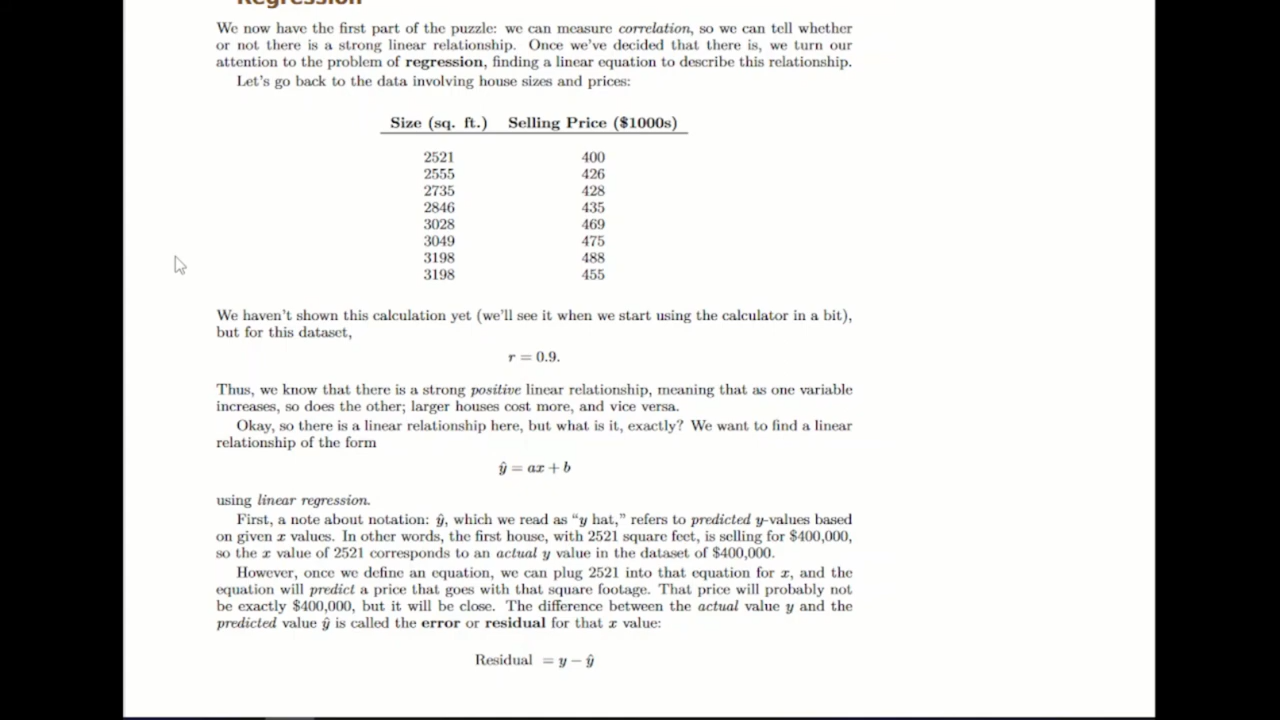 Regression
We now have the first part of the puzzle: we can measure correlation, so we can tell whether
or not there is a strong linear relationship. Once we've decided that there is, we turn our
attention to the problem of regression, finding a linear equation to describe this relationship.
Let's go back to the data involving house sizes and prices:
Size (sq. ft.) Selling Price ($1000s)
2521 400
2555 426
2735 428
2846 435
3028 469
3049 475
3198 488
3198 455
We haven't shown this calculation yet (we'll see it when we start using the calculator in a bit),
but for this dataset,
r = 0.9.
Thus, we know that there is a strong positive linear relationship, meaning that as one variable
increases, so does the other; larger houses cost more, and vice versa.
Okay, so there is a linear relationship here, but what is it, exactly? We want to find a linear
relationship of the form
ŷ = ax + b
using linear regression.
First, a note about notation: ŷ, which we read as “y hat,” refers to predicted y-values based
on given x values. In other words, the first house, with 2521 square feet, is selling for $400,000,
so the x value of 2521 corresponds to an actual y value in the dataset of $400,000.
However, once we define an equation, we can plug 2521 into that equation for x, and the
equation will predict a price that goes with that square footage. That price will probably not
be exactly $400,000, but it will be close. The difference between the actual value y and the
predicted value ŷ is called the error or residual for that x value:
Residual = y − ŷ